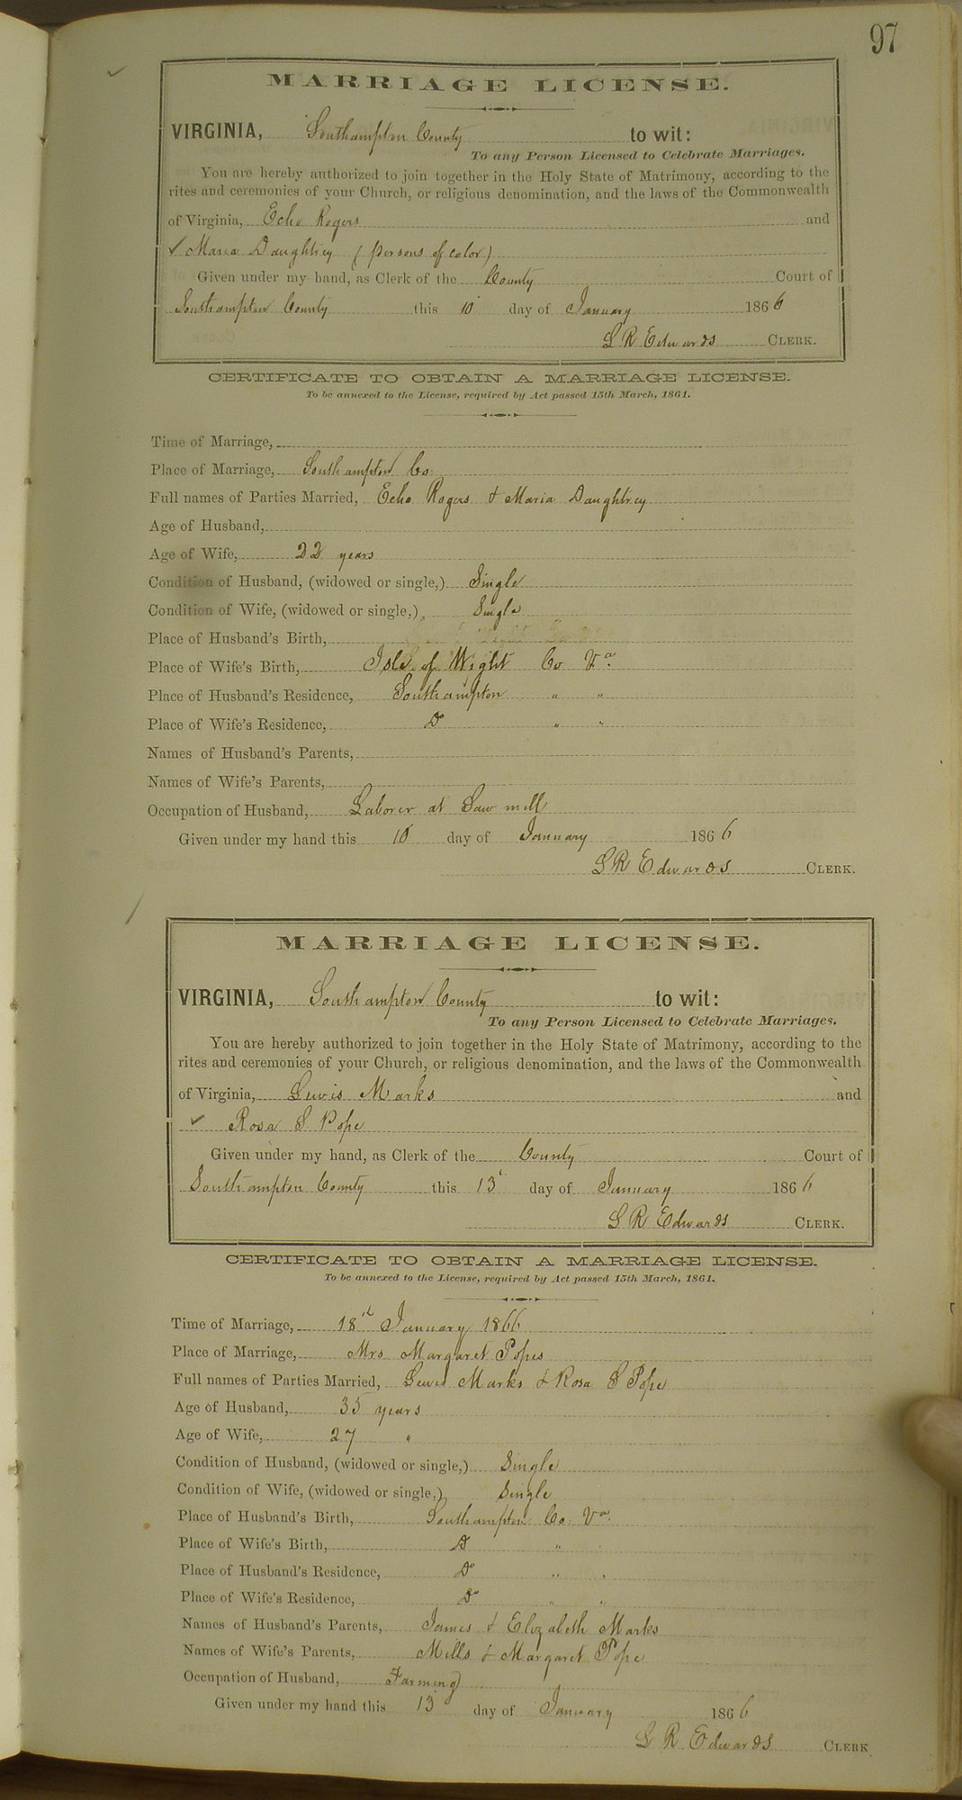 97
MARRIAGE LICENSE.
VIRGINIA, Southampton County to wit:
To any Person Licensed to Celebrate Marriages.
You are hereby authorized to join together in the Holy State of Matrimony, according to the
rites and ceremonies of your Church, or religious denomination, and the laws of the Commonwealth
of Virginia, Echo Rogers and
✓ Maria Daughtrey (persons of color)
Given under my hand, as Clerk of the County Court of
Southampton County this 10 day of January 1866
L R Edwards CLERK.
CERTIFICATE TO OBTAIN A MARRIAGE LICENSE.
To be annexed to the License, required by Act passed 15th March, 1861.
Time of Marriage,
Place of Marriage, Southampton Co
Full names of Parties Married, Echo Rogers & Maria Daughtrey
Age of Husband,
Age of Wife, 22 years
Condition of Husband, (widowed or single,) Single
Condition of Wife, (widowed or single,) Single
Place of Husband's Birth,
Place of Wife's Birth, Isle of Wight Co Va.
Place of Husband's Residence, Southampton " "
Place of Wife's Residence, Do " "
Names of Husband's Parents,
Names of Wife's Parents,
Occupation of Husband, Laborer at Saw mill
Given under my hand this 10 day of January 1866
L R Edwards CLERK.
MARRIAGE LICENSE.
VIRGINIA, Southampton County to wit:
To any Person Licensed to Celebrate Marriages.
You are hereby authorized to join together in the Holy State of Matrimony, according to the
rites and ceremonies of your Church, or religious denomination, and the laws of the Commonwealth
of Virginia, Lewis Marks and
✓ Rosa S Pope
Given under my hand, as Clerk of the County Court of
Southampton County this 13 day of January 1866
L R Edwards CLERK.
CERTIFICATE TO OBTAIN A MARRIAGE LICENSE.
To be annexed to the License, required by Act passed 15th March, 1861.
Time of Marriage, 18th January 1866
Place of Marriage, Mrs Margaret Popes
Full names of Parties Married, Lewis Marks & Rosa S Pope
Age of Husband, 35 years
Age of Wife, 27 "
Condition of Husband, (widowed or single,) Single
Condition of Wife, (widowed or single,) Single
Place of Husband's Birth, Southampton Co Va.
Place of Wife's Birth, Do "
Place of Husband's Residence, Do " "
Place of Wife's Residence, Do " "
Names of Husband's Parents, James & Elizabeth Marks
Names of Wife's Parents, Mills & Margaret Pope
Occupation of Husband, Farming
Given under my hand this 13 day of January 1866
L R Edwards CLERK